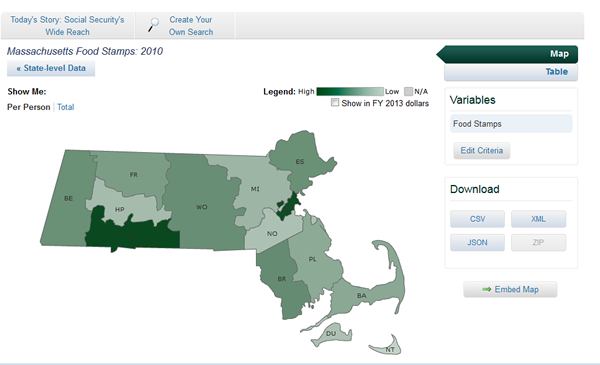 Today's Story: Social Security's
Wide Reach
Create Your
Own Search
Massachusetts Food Stamps: 2010
« State-level Data
Show Me:
Per Person | Total
Legend: High Low N/A
Show in FY 2013 dollars
Map
Table
Variables
Food Stamps
Edit Criteria
Download
CSV XML
JSON ZIP
Embed Map
ES
FR
MI
BE
HP
WO
NO
PL
BR
BA
DU
NT